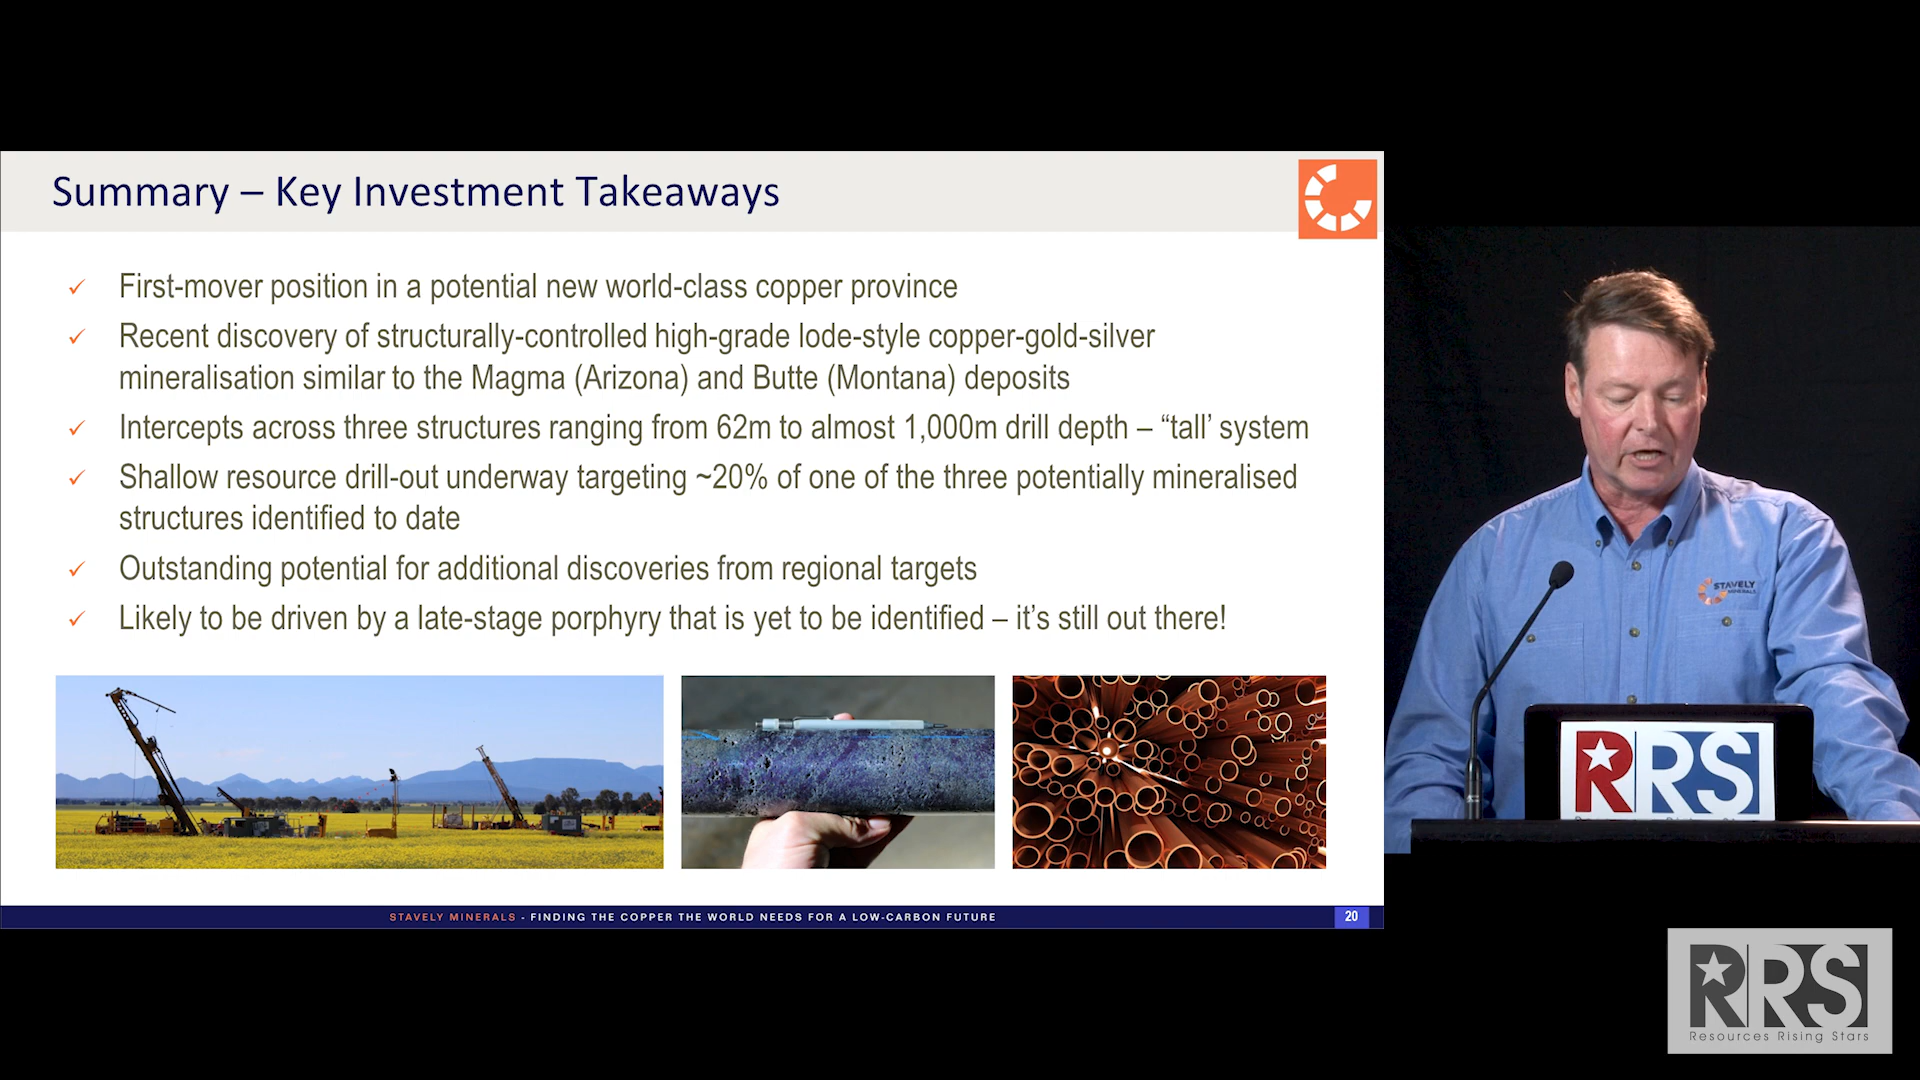 Summary – Key Investment Takeaways
✓ First-mover position in a potential new world-class copper province
✓ Recent discovery of structurally-controlled high-grade lode-style copper-gold-silver
mineralisation similar to the Magma (Arizona) and Butte (Montana) deposits
✓ Intercepts across three structures ranging from 62m to almost 1,000m drill depth – “tall’ system
✓ Shallow resource drill-out underway targeting ~20% of one of the three potentially mineralised
structures identified to date
✓ Outstanding potential for additional discoveries from regional targets
✓ Likely to be driven by a late-stage porphyry that is yet to be identified – it’s still out there!
STAVELY MINERALS - FINDING THE COPPER THE WORLD NEEDS FOR A LOW-CARBON FUTURE
20
STAVELY
MINERALS
RRS
RRS
Resources Rising Stars